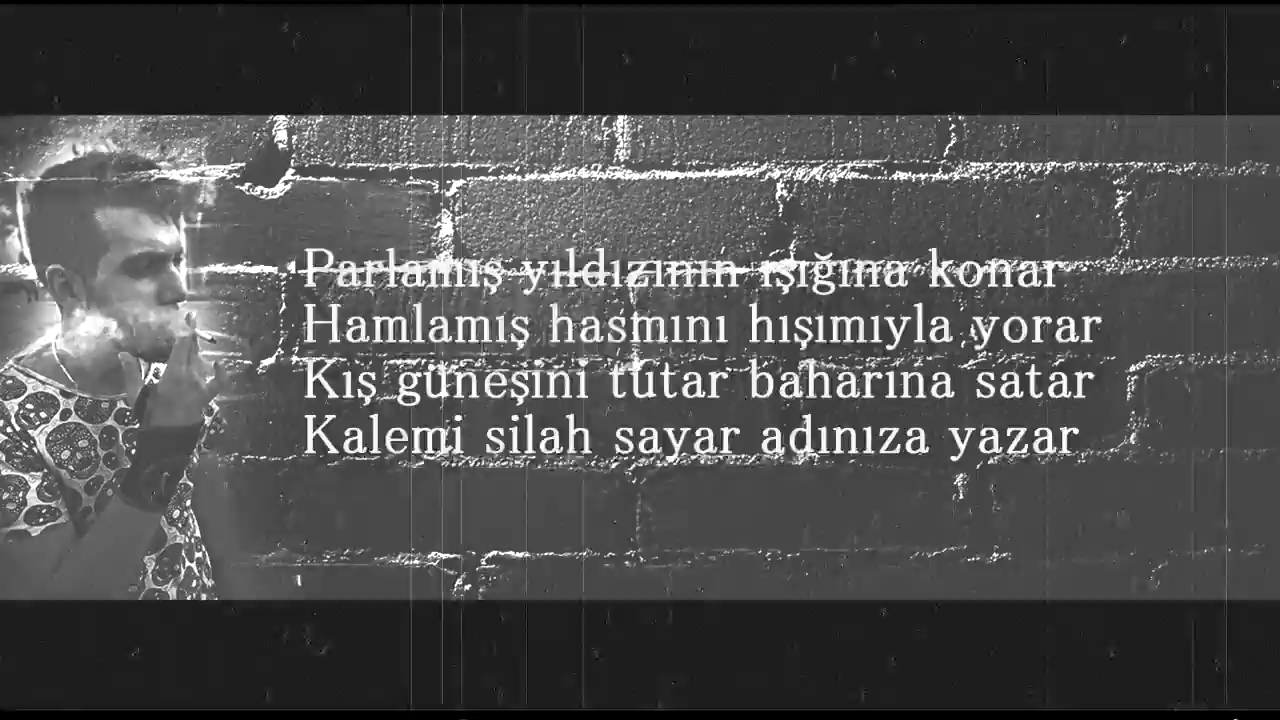 Parlamış yıldızının ışığına konar
Hamlamış hasmını hışımıyla yorar
Kış güneşini tutar baharına satar
Kalemi silah sayar adınıza yazar